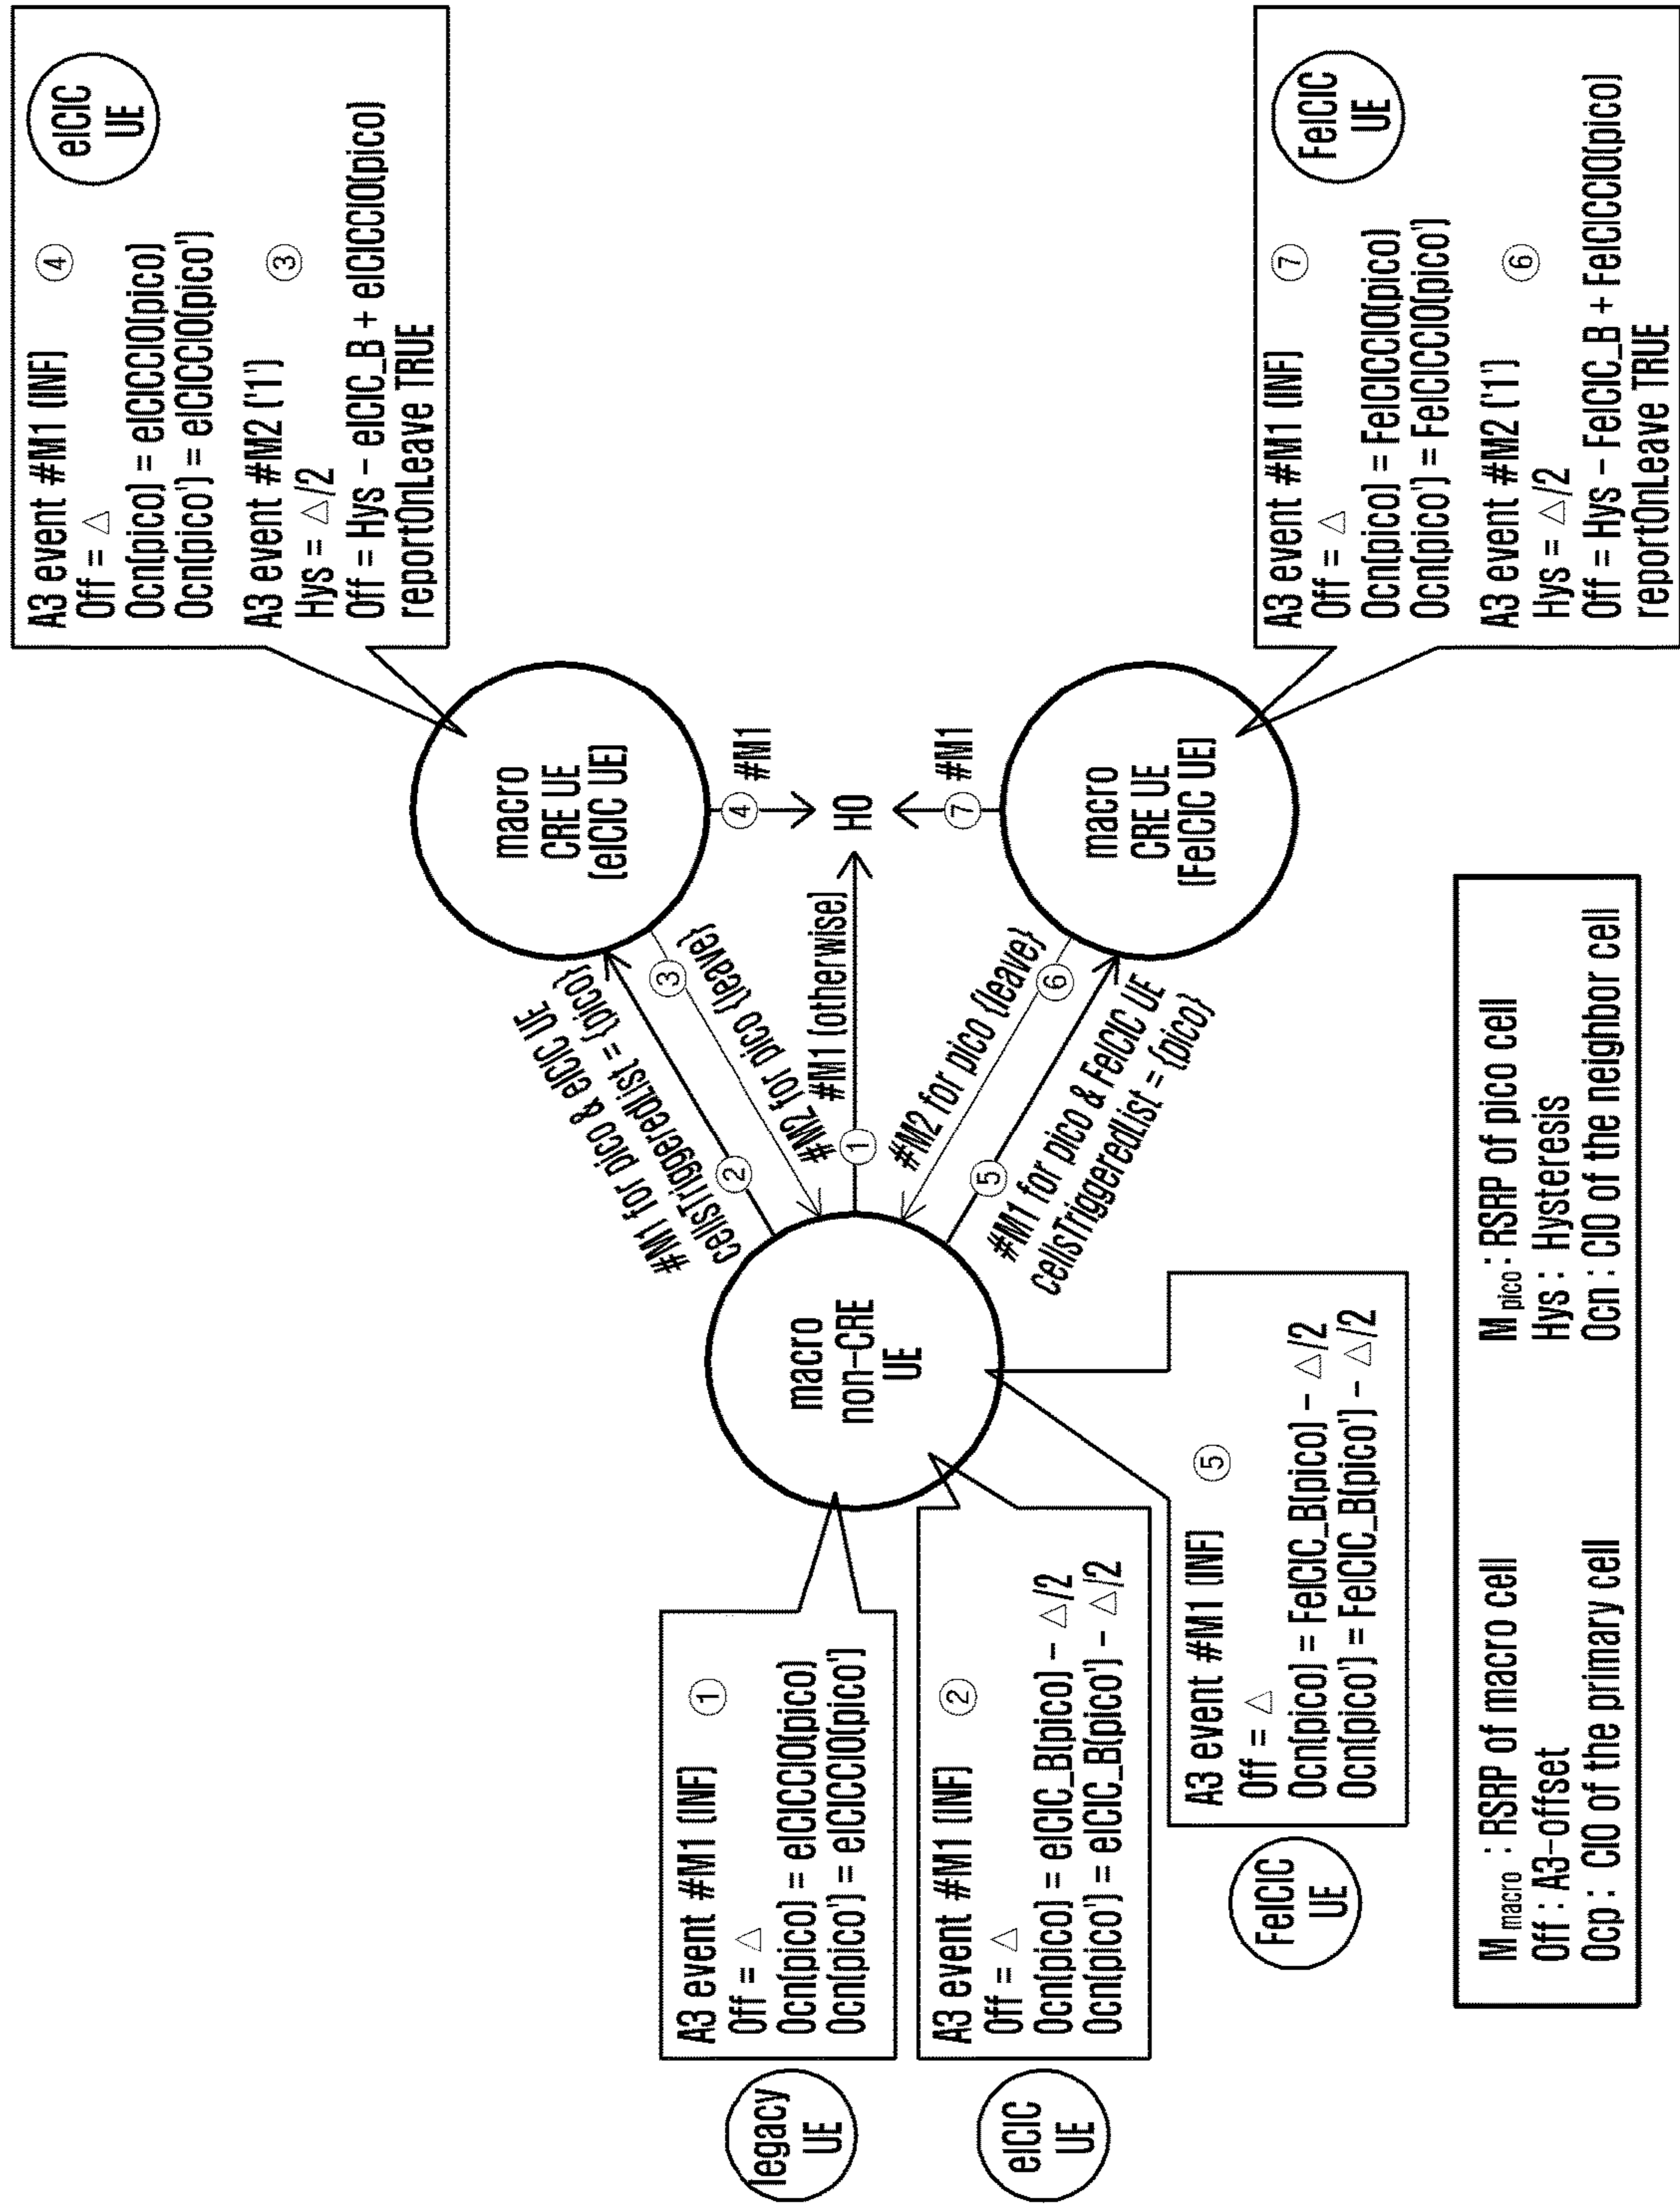 legacy
UE
A3 event #M1 (INF) ①
Off = △
Ocn(pico) = eICICCIO(pico)
Ocn(pico') = eICICCIO(pico')
eICIC
UE
A3 event #M1 (INF) ②
Off = △
Ocn(pico) = eICIC_B(pico) - △/2
Ocn(pico') = eICIC_B(pico') - △/2
FeICIC
UE
A3 event #M1 (INF) ⑤
Off = △
Ocn(pico) = FeICIC_B(pico) - △/2
Ocn(pico') = FeICIC_B(pico') - △/2
macro
non-CRE
UE
#M1 for pico & eICIC UE
cellsTriggeredList = {pico}
②
③
#M2 for pico {leave}
① #M1 (otherwise)
HO
#M2 for pico {leave}
⑥
⑤
#M1 for pico & FeICIC UE
cellsTriggeredList = {pico}
macro
CRE UE
(eICIC UE)
④ #M1
⑦ #M1
macro
CRE UE
(FeICIC UE)
eICIC
UE
A3 event #M1 (INF) ④
Off = △
Ocn(pico) = eICICCIO(pico)
Ocn(pico') = eICICCIO(pico')
A3 event #M2 ('1') ③
Hys = △/2
Off = Hys - eICIC_B + eICICCIO(pico)
reportOnLeave TRUE
FeICIC
UE
A3 event #M1 (INF) ⑦
Off = △
Ocn(pico) = FeICICCIO(pico)
Ocn(pico') = FeICICCIO(pico')
A3 event #M2 ('1') ⑥
Hys = △/2
Off = Hys - FeICIC_B + FeICICCIO(pico)
reportOnLeave TRUE
M macro : RSRP of macro cell
Off : A3-offset
Ocp : CIO of the primary cell
M pico : RSRP of pico cell
Hys : Hysteresis
Ocn : CIO of the neighbor cell